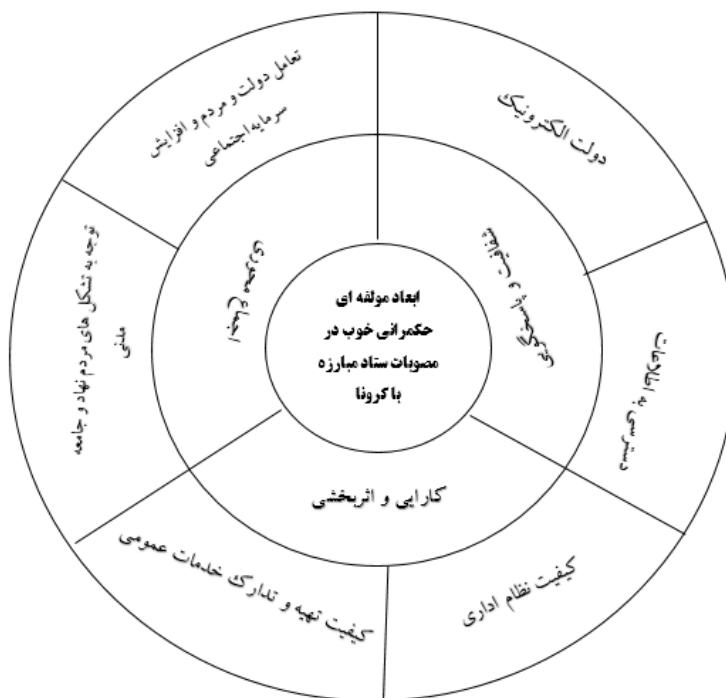 ابعاد مولفه ای
حکمرانی خوب در
مصوبات ستاد مبارزه
با کرونا
شفافیت و پاسخگویی
کارایی و اثربخشی
اجماع محوری
دولت الکترونیک
دسترسی به اطلاعات
کیفیت نظام اداری
کیفیت تهیه و تدارک خدمات عمومی
توجه به تشکل های مردم نهاد و جامعه
مدنی
تعامل دولت و مردم و افزایش
سرمایه اجتماعی